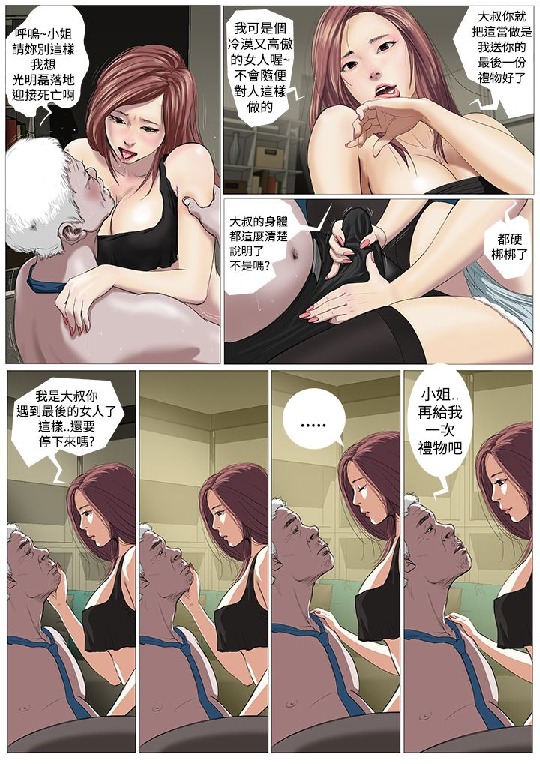 呼嗚~小姐
請妳別這樣
我想
光明磊落地
迎接死亡啊
我可是個
冷漠又高傲
的女人喔~
不會隨便
對人這樣
做的
大叔你就
把這當做是
我送你的
最後一份
禮物好了
大叔的身體
都這麼清楚
說明了
不是嗎?
都硬
梆梆了
我是大叔你
遇到最後的女人了
這樣..還要
停下來嗎?
.....
小姐..
再給我
一次
禮物吧